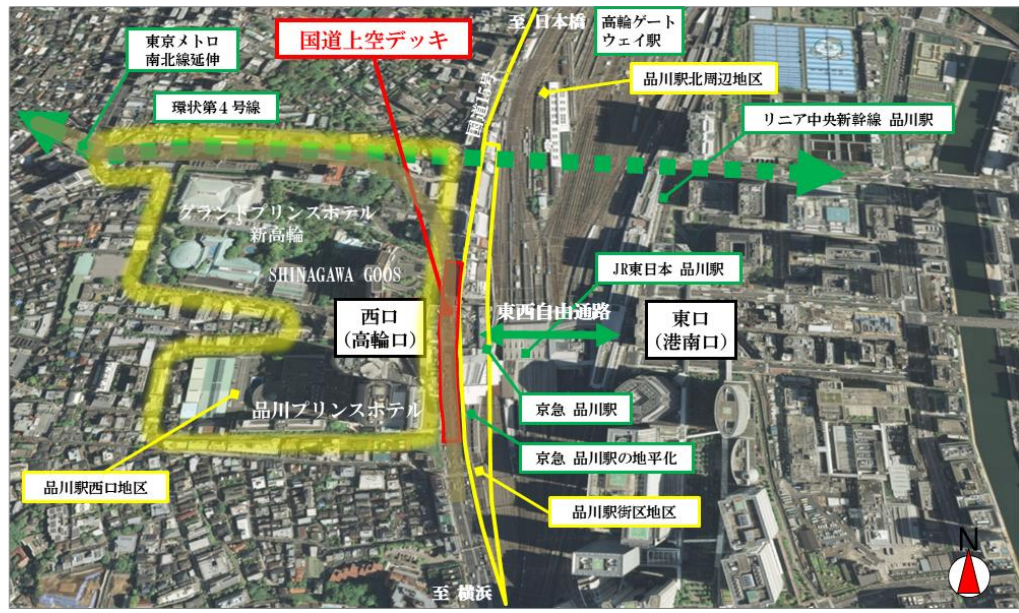 至 日本橋
高輪ゲート
ウェイ駅
東京メトロ
南北線延伸
国道上空デッキ
品川駅北周辺地区
環状第4号線
国道15号
リニア中央新幹線 品川駅
グランドプリンスホテル
新高輪
SHINAGAWA GOOS
JR東日本 品川駅
西口
(高輪口)
東西自由通路
東口
(港南口)
品川プリンスホテル
京急 品川駅
京急 品川駅の地平化
品川駅西口地区
品川駅街区地区
至 横浜
N